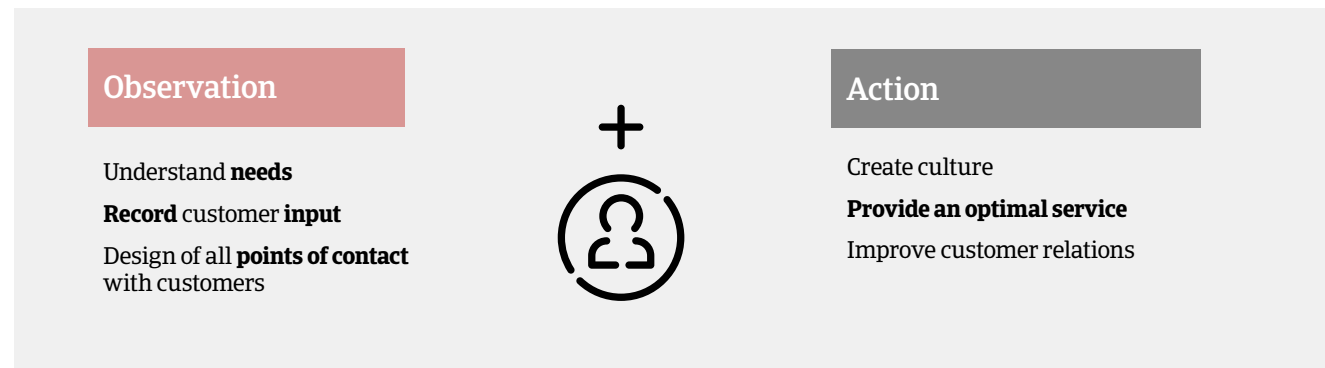 Observation
Understand needs
Record customer input
Design of all points of contact
with customers
+
Action
Create culture
Provide an optimal service
Improve customer relations